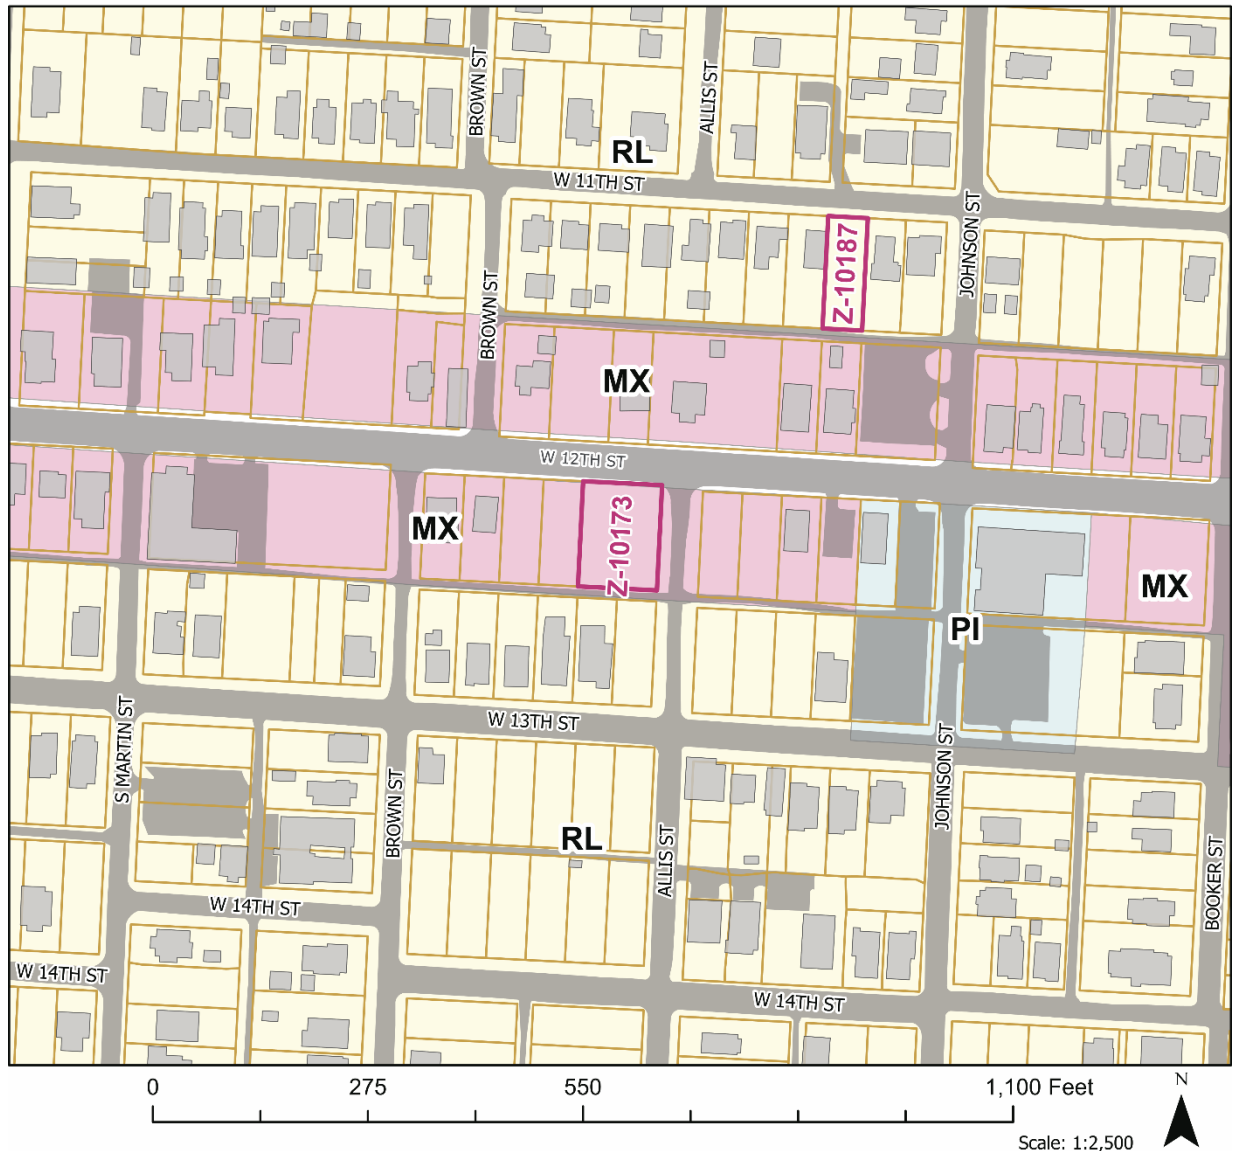 BROWN ST
ALLIS ST
RL
W 11TH ST
JOHNSON ST
Z-10187
BROWN ST
MX
W 12TH ST
MX
Z-10173
MX
PI
W 13TH ST
S MARTIN ST
BROWN ST
RL
ALLIS ST
JOHNSON ST
BOOKER ST
W 14TH ST
W 14TH ST
W 14TH ST
0 275 550 1,100 Feet
N
Scale: 1:2,500